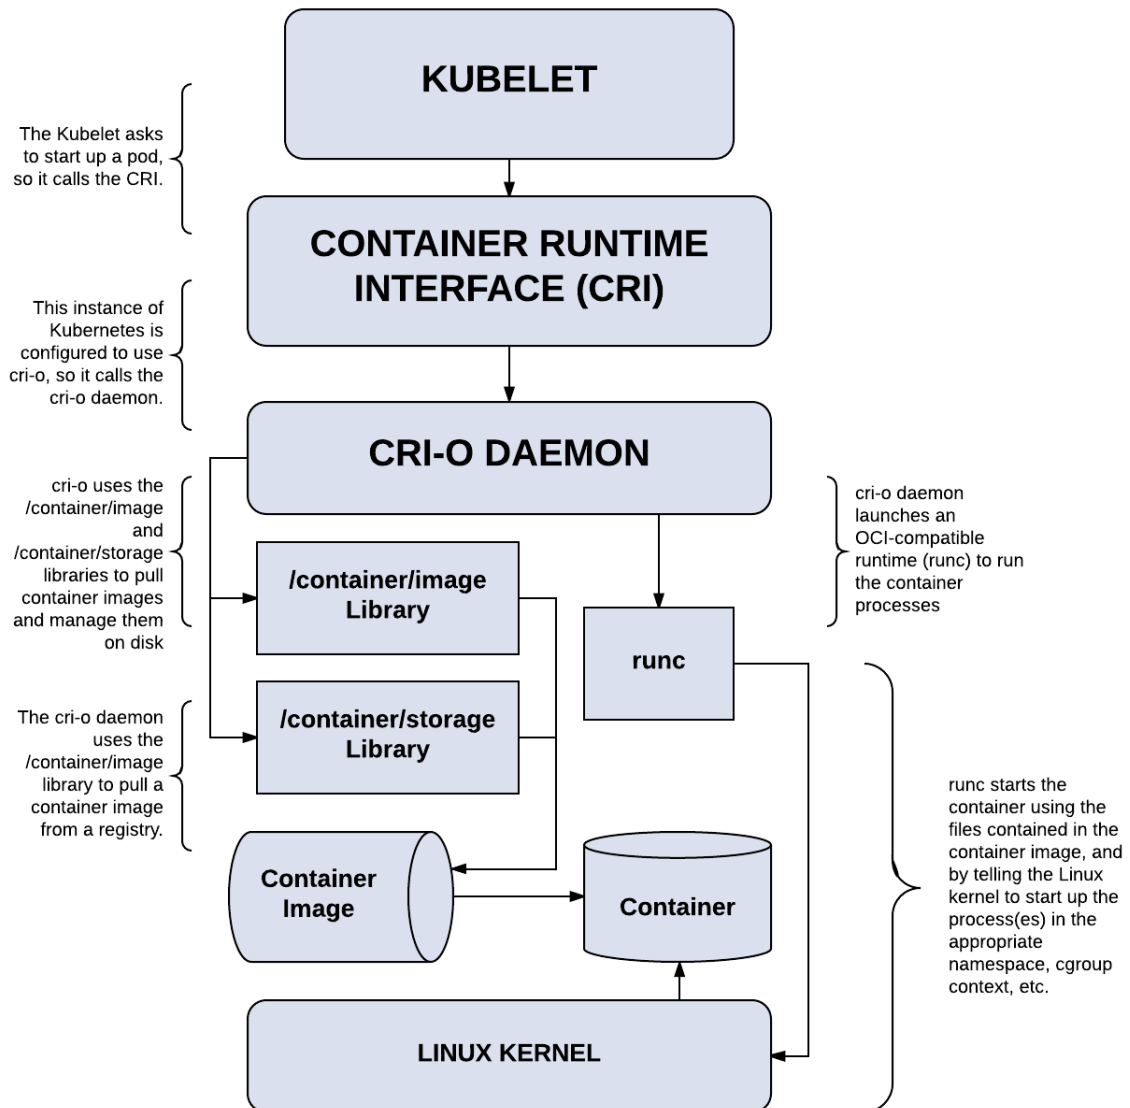 KUBELET
The Kubelet asks
to start up a pod,
so it calls the CRI.
CONTAINER RUNTIME
INTERFACE (CRI)
This instance of
Kubernetes is
configured to use
cri-o, so it calls the
cri-o daemon.
CRI-O DAEMON
cri-o uses the
/container/image
and
/container/storage
libraries to pull
container images
and manage them
on disk
cri-o daemon
launches an
OCI-compatible
runtime (runc) to run
the container
processes
/container/image
Library
runc
/container/storage
Library
The cri-o daemon
uses the
/container/image
library to pull a
container image
from a registry.
runc starts the
container using the
files contained in the
container image, and
by telling the Linux
kernel to start up the
process(es) in the
appropriate
namespace, cgroup
context, etc.
Container
Image
Container
LINUX KERNEL